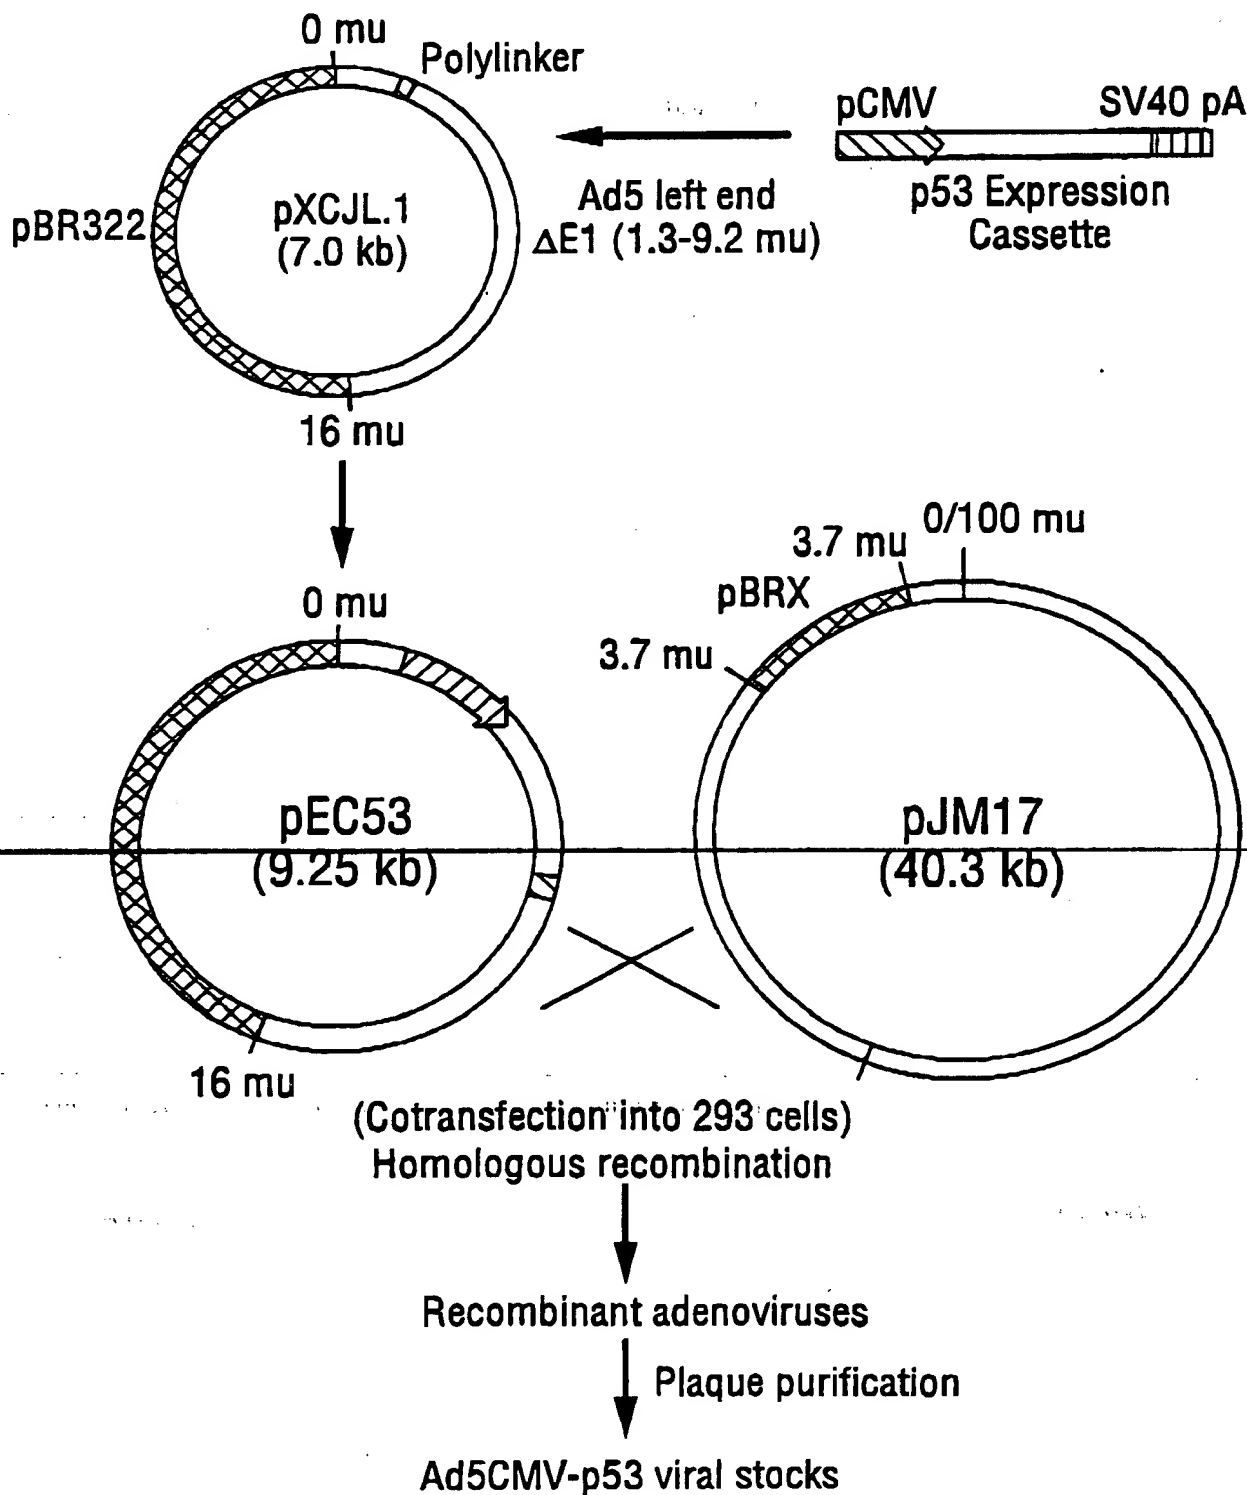 0 mu
Polylinker
pCMV
SV40 pA
pBR322
pXCJL.1
(7.0 kb)
Ad5 left end
ΔE1 (1.3-9.2 mu)
p53 Expression
Cassette
16 mu
0 mu
pBRX
3.7 mu
0/100 mu
3.7 mu
pEC53
(9.25 kb)
pJM17
(40.3 kb)
16 mu
(Cotransfection into 293 cells)
Homologous recombination
Recombinant adenoviruses
Plaque purification
Ad5CMV-p53 viral stocks